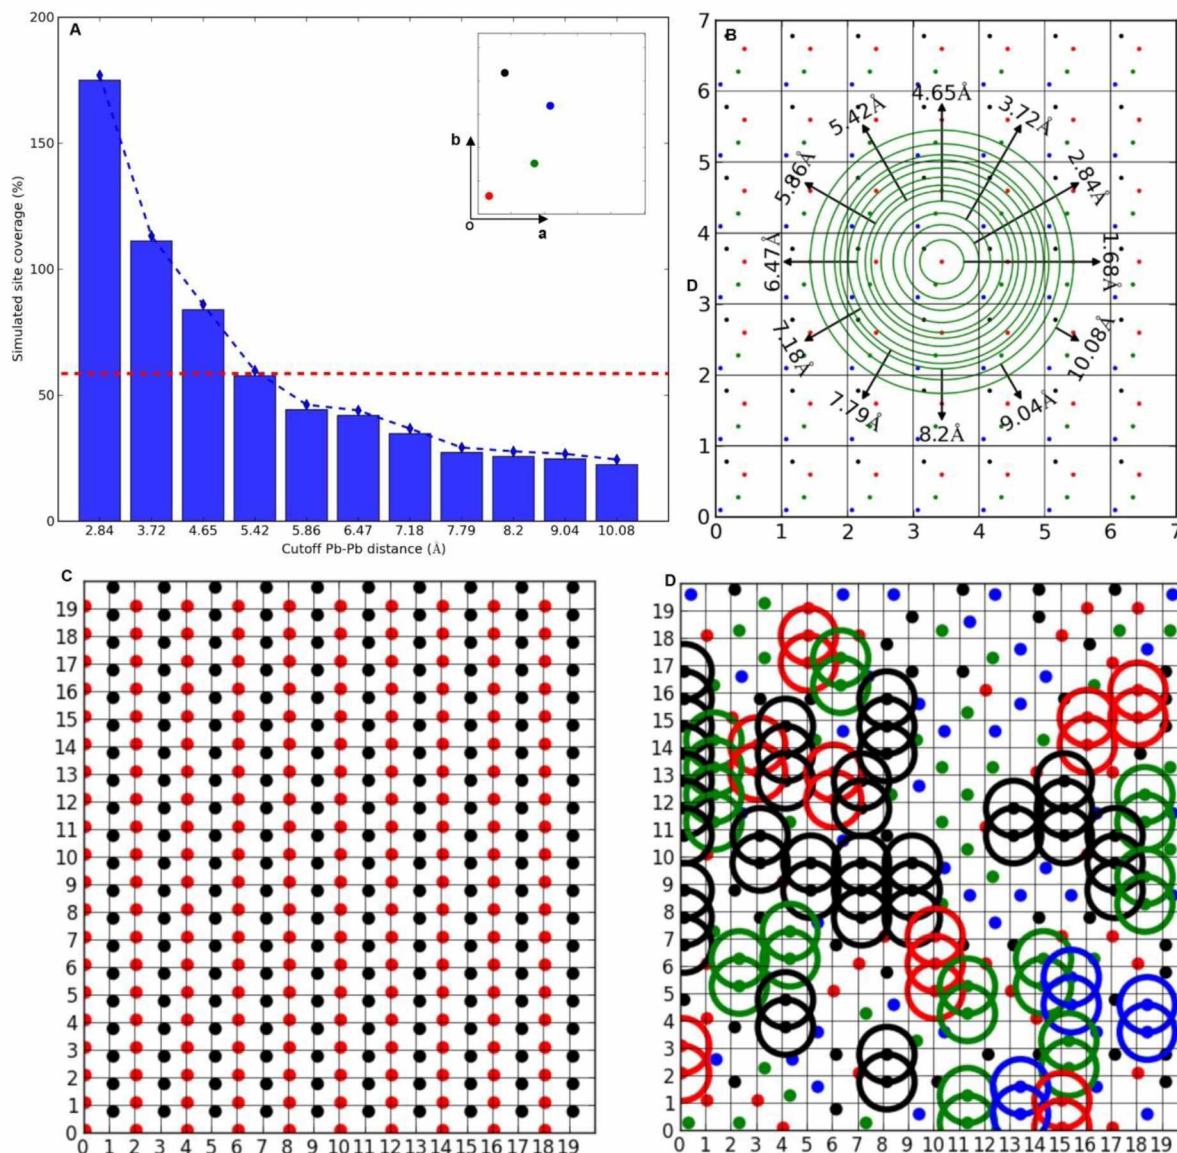 A
200
150
100
50
0
Simulated site coverage (%)
2.84 3.72 4.65 5.42 5.86 6.47 7.18 7.79 8.2 9.04 10.08
Cutoff Pb-Pb distance (Å)
b
o
a
B
7
6
5
4
3
2
1
0
D
4.65Å
3.72Å
2.84Å
1.68Å
10.08Å
9.04Å
8.2Å
7.79Å
7.18Å
6.47Å
5.86Å
5.42Å
0 1 2 3 4 5 6 7
C
19
18
17
16
15
14
13
12
11
10
9
8
7
6
5
4
3
2
1
0
0 1 2 3 4 5 6 7 8 9 10 11 12 13 14 15 16 17 18 19
D
19
18
17
16
15
14
13
12
11
10
9
8
7
6
5
4
3
2
1
0
0 1 2 3 4 5 6 7 8 9 10 11 12 13 14 15 16 17 18 19